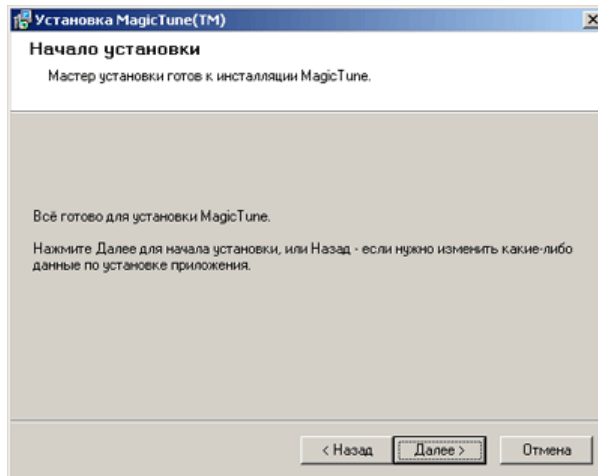 Установка MagicTune(TM)
Начало установки
Мастер установки готов к инсталляции MagicTune.
Всё готово для установки MagicTune.
Нажмите Далее для начала установки, или Назад - если нужно изменить какие-либо
данные по установке приложения.
< Назад Далее > Отмена